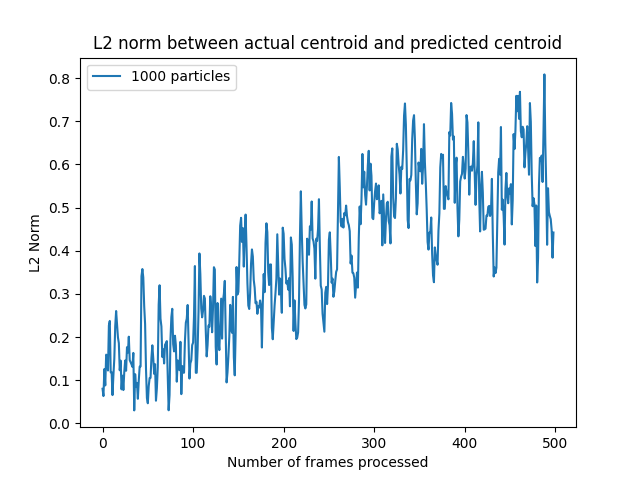 L2 norm between actual centroid and predicted centroid
1000 particles
0.8
0.7
0.6
0.5
0.4
0.3
0.2
0.1
0.0
L2 Norm
0 100 200 300 400 500
Number of frames processed